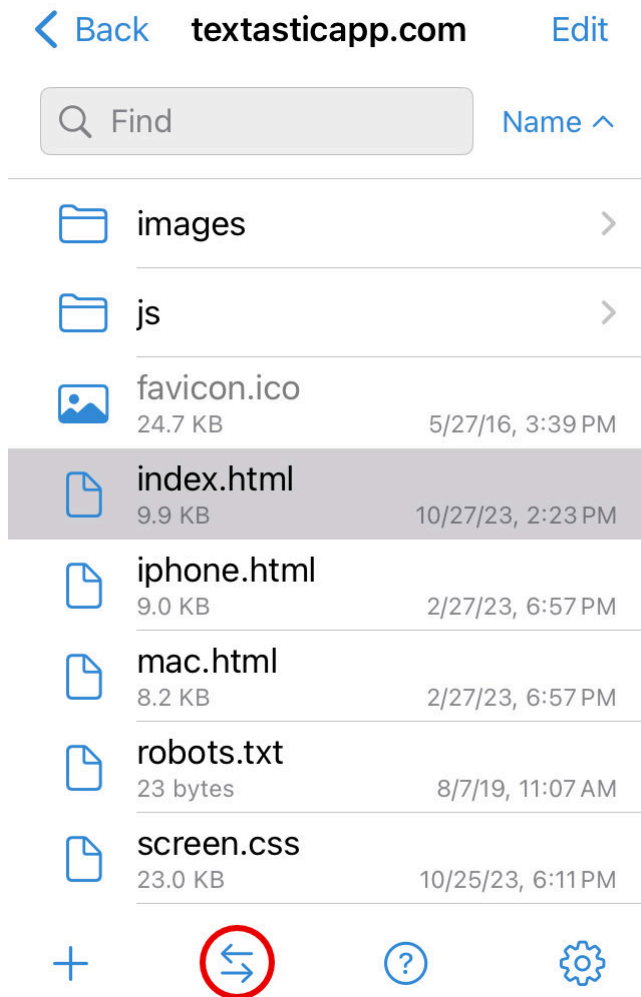 Back textasticapp.com Edit
Find Name
images
js
favicon.ico
24.7 KB 5/27/16, 3:39 PM
index.html
9.9 KB 10/27/23, 2:23 PM
iphone.html
9.0 KB 2/27/23, 6:57 PM
mac.html
8.2 KB 2/27/23, 6:57 PM
robots.txt
23 bytes 8/7/19, 11:07 AM
screen.css
23.0 KB 10/25/23, 6:11 PM
?